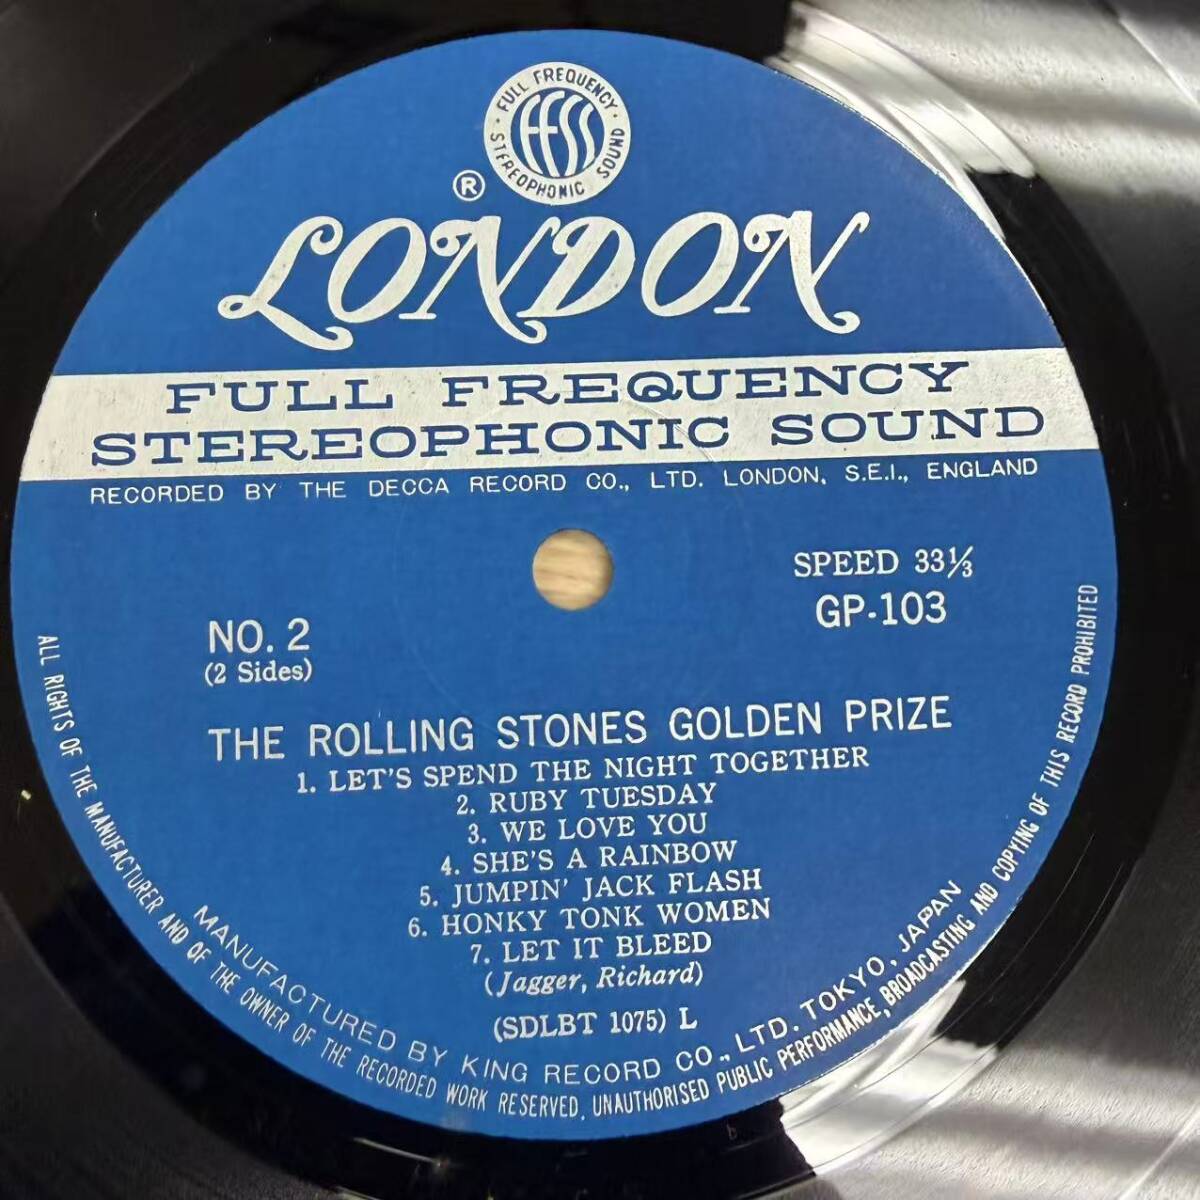 FULL FREQUENCY · STEREOPHONIC SOUND ·
FFSS
®
LONDON
FULL FREQUENCY
STEREOPHONIC SOUND
RECORDED BY THE DECCA RECORD CO., LTD. LONDON, S.E.I., ENGLAND
SPEED 33⅓
GP-103
NO. 2
(2 Sides)
THE ROLLING STONES GOLDEN PRIZE
1. LET'S SPEND THE NIGHT TOGETHER
2. RUBY TUESDAY
3. WE LOVE YOU
4. SHE'S A RAINBOW
5. JUMPIN' JACK FLASH
6. HONKY TONK WOMEN
7. LET IT BLEED
(Jagger, Richard)
(SDLBT 1075) L
MANUFACTURED BY KING RECORD CO., LTD. TOKYO, JAPAN
ALL RIGHTS OF THE MANUFACTURER AND OF THE OWNER OF THE RECORDED WORK RESERVED, UNAUTHORISED PUBLIC PERFORMANCE, BROADCASTING AND COPYING OF THIS RECORD PROHIBITED